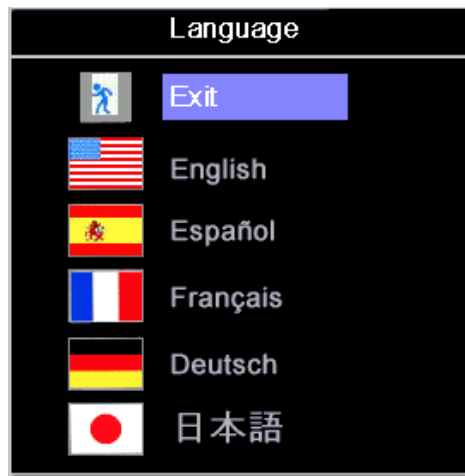 Language
Exit
English
Español
Français
Deutsch
日本語